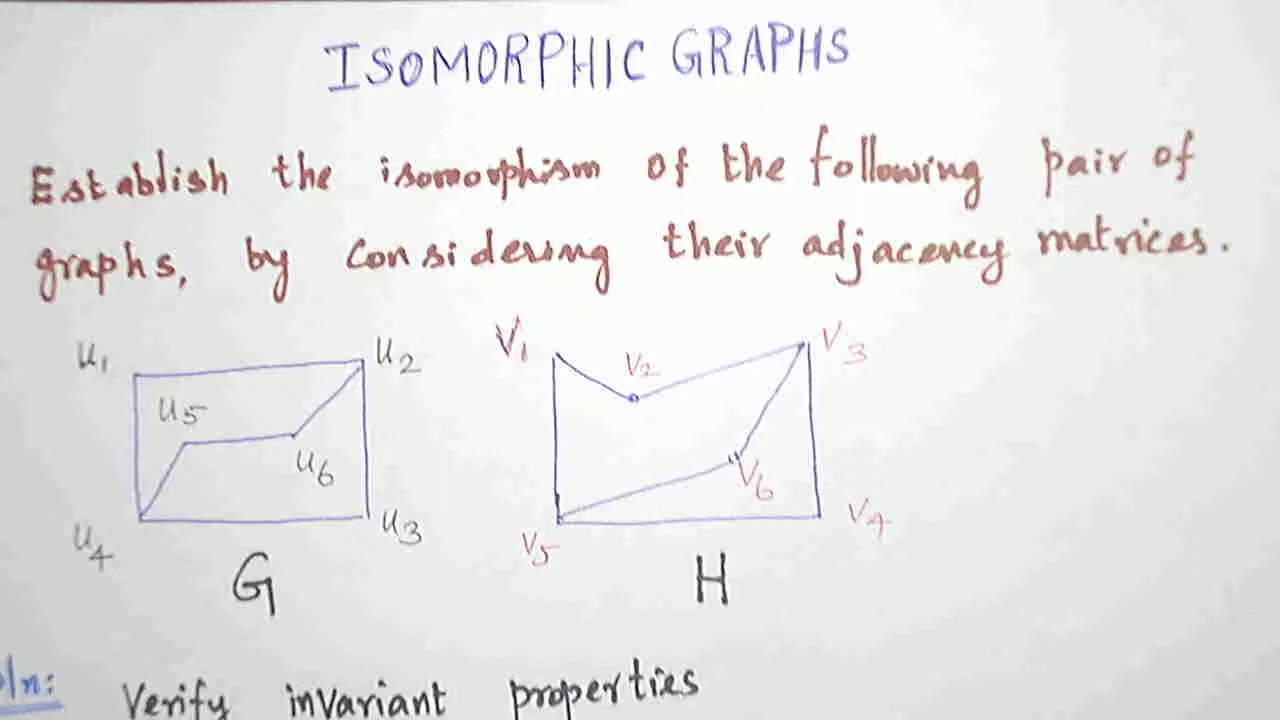 ISOMORPHIC GRAPHS
Establish the isomorphism of the following pair of
graphs, by considering their adjacency matrices.
u1 u2 V1 V2 V3
u5
u6 V6
u4 u3 V5 V4
G H
oln: Verify invariant properties